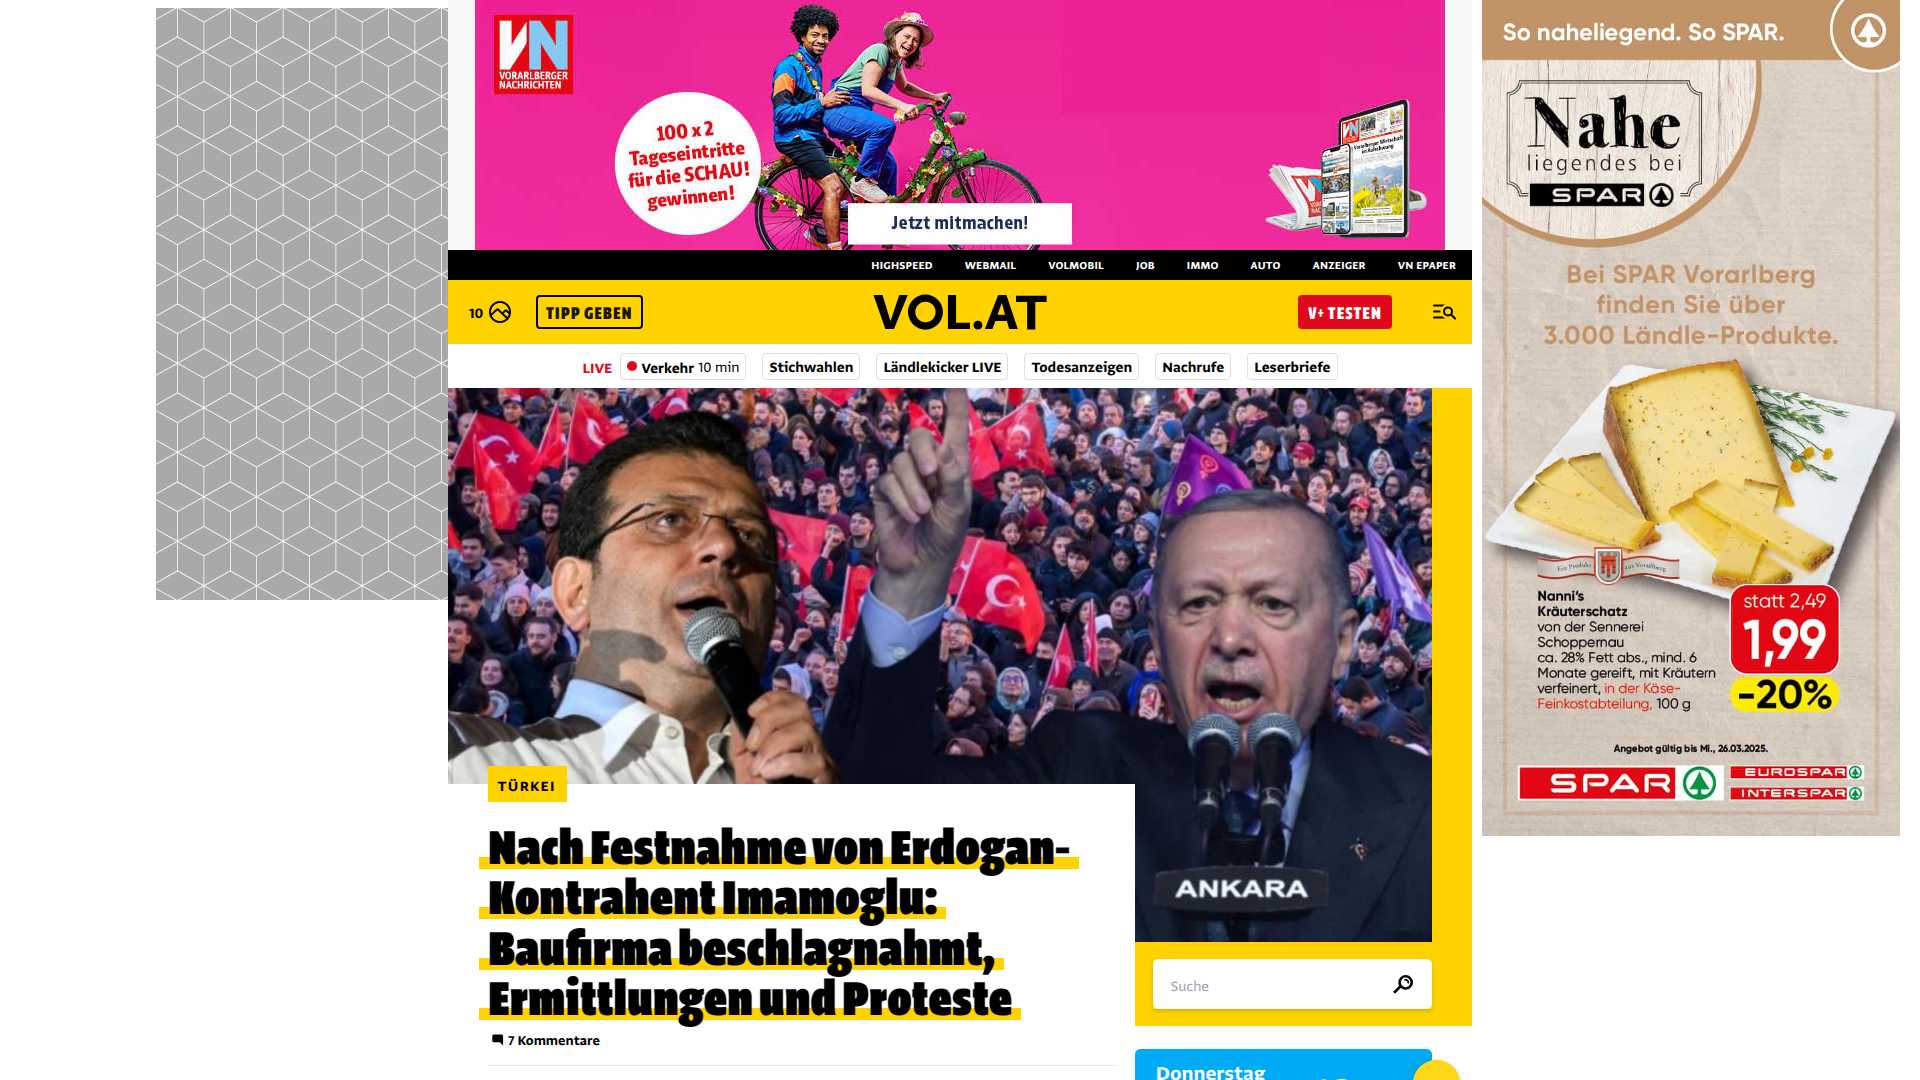 VN
VORARLBERGER
NACHRICHTEN
100 x 2
Tageseintritte
für die SCHAU!
gewinnen!
Jetzt mitmachen!
So naheliegend. So SPAR.
Nahe
liegendes bei
SPAR
Bei SPAR Vorarlberg
finden Sie über
3.000 Ländle-Produkte.
HIGHSPEED WEBMAIL VOLMOBIL JOB IMMO AUTO ANZEIGER VN EPAPER
10 TIPP GEBEN VOL.AT V+ TESTEN
LIVE Verkehr 10 min Stichwahlen Ländlekicker LIVE Todesanzeigen Nachrufe Leserbriefe
ANKARA
TÜRKEI
Nach Festnahme von Erdogan-
Kontrahent Imamoglu:
Baufirma beschlagnahmt,
Ermittlungen und Proteste
7 Kommentare
Suche
Donnerstag
Ein Produkt aus Vorarlberg
Nanni's
Kräuterschatz
von der Sennerei
Schoppernau
ca. 28% Fett abs., mind. 6
Monate gereift, mit Kräutern
verfeinert, in der Käse-
Feinkostabteilung, 100 g
statt 2,49
1,99
-20%
Angebot gültig bis Mi., 26.03.2025.
SPAR
EUROSPAR
INTERSPAR